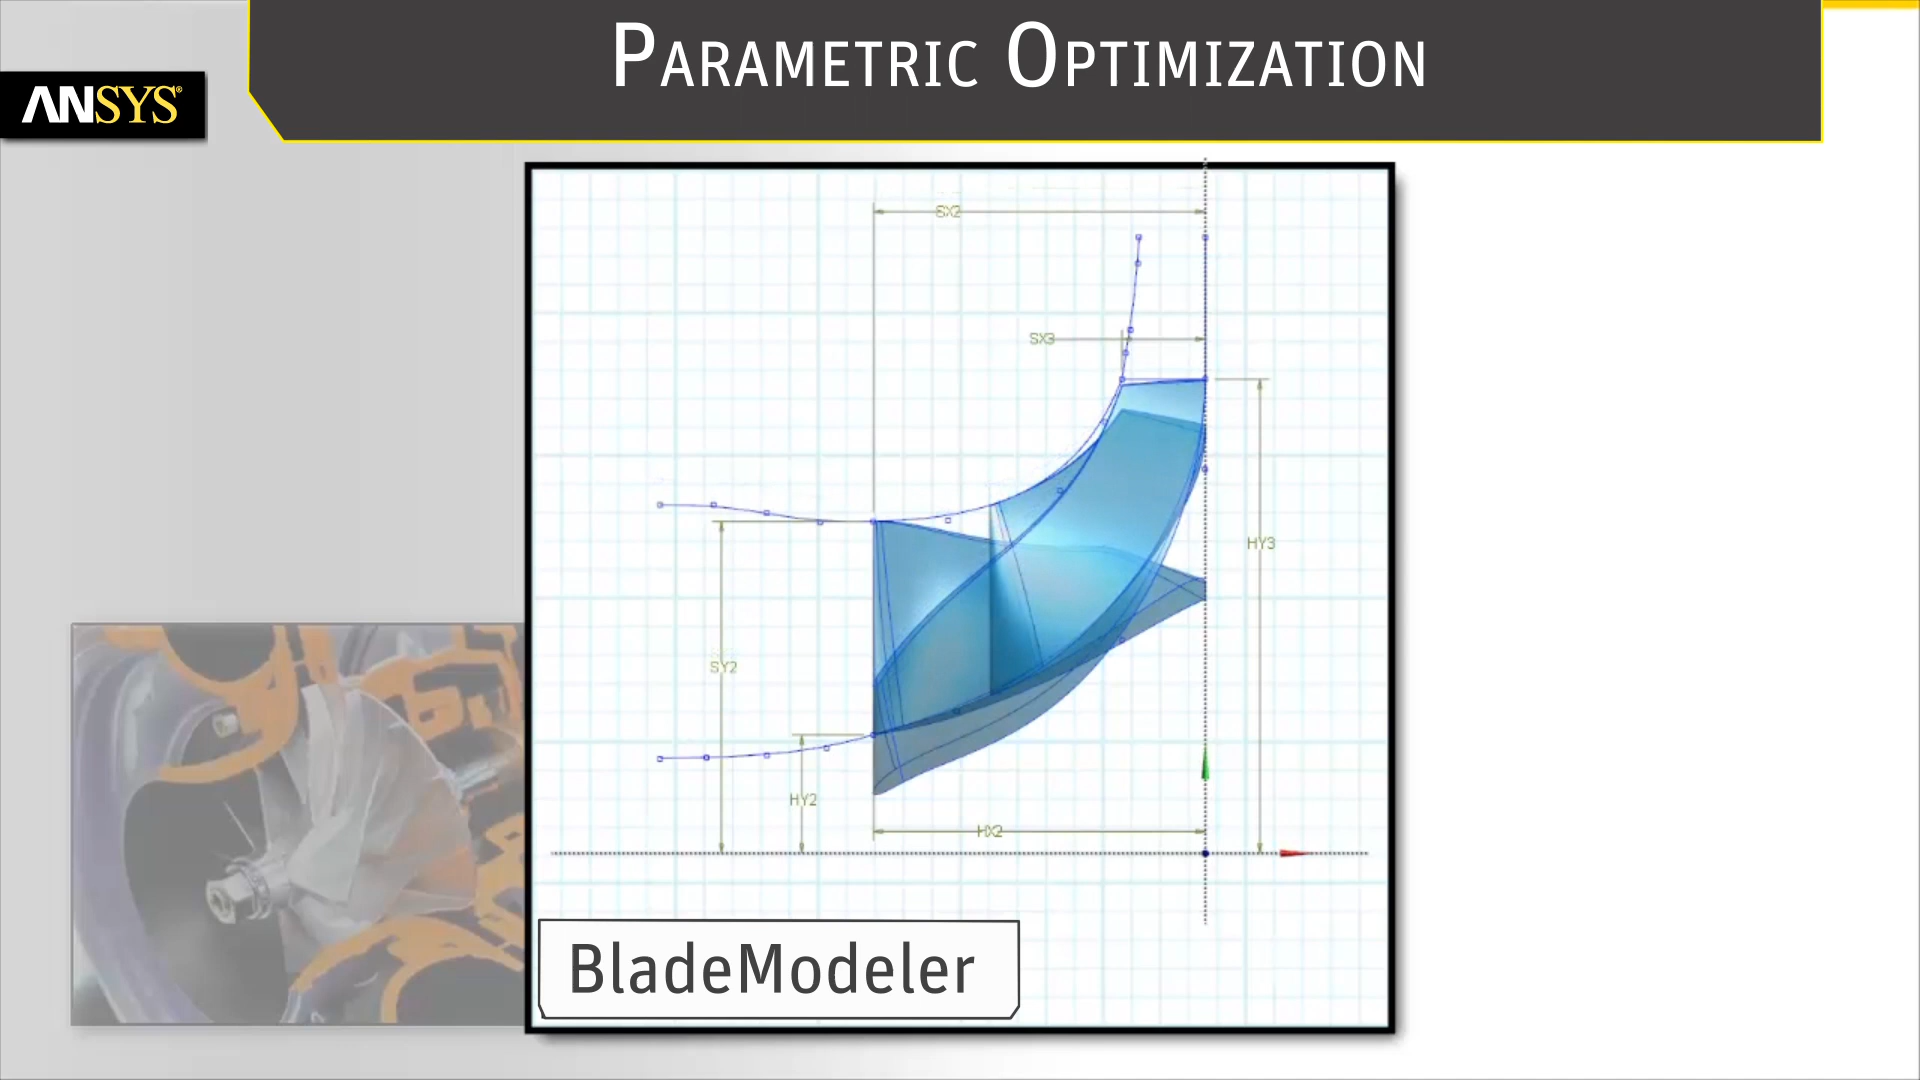 PARAMETRIC OPTIMIZATION
ANSYS®
SX2
SX3
HY3
SY2
HY2
HX2
BladeModeler